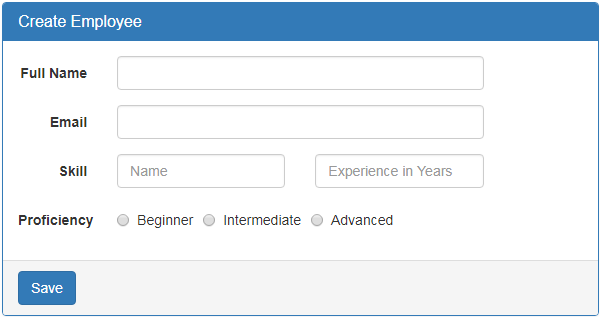 Create Employee
Full Name
Email
Skill Name Experience in Years
Proficiency Beginner Intermediate Advanced
Save